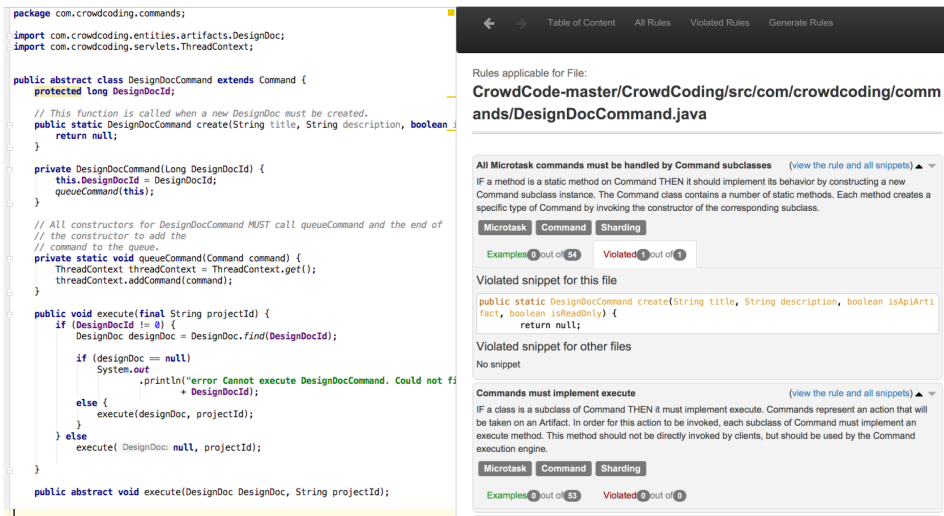 package com.crowdcoding.commands;
import com.crowdcoding.entities.artifacts.DesignDoc;
import com.crowdcoding.servlets.ThreadContext;
public abstract class DesignDocCommand extends Command {
protected long DesignDocId;
// This function is called when a new DesignDoc must be created.
public static DesignDocCommand create(String title, String description, boolean i
return null;
}
private DesignDocCommand(Long DesignDocId) {
this.DesignDocId = DesignDocId;
queueCommand(this);
}
// All constructors for DesignDocCommand MUST call queueCommand and the end of
// the constructor to add the
// command to the queue.
private static void queueCommand(Command command) {
ThreadContext threadContext = ThreadContext.get();
threadContext.addCommand(command);
}
public void execute(final String projectId) {
if (DesignDocId != 0) {
DesignDoc designDoc = DesignDoc.find(DesignDocId);
if (designDoc == null)
System.out
.println("error Cannot execute DesignDocCommand. Could not fi
+ DesignDocId);
else {
execute(designDoc, projectId);
}
} else
execute( DesignDoc: null, projectId);
}
public abstract void execute(DesignDoc DesignDoc, String projectId);
Table of Content All Rules Violated Rules Generate Rules
Rules applicable for File:
CrowdCode-master/CrowdCoding/src/com/crowdcoding/comm
ands/DesignDocCommand.java
All Microtask commands must be handled by Command subclasses (view the rule and all snippets)
IF a method is a static method on Command THEN it should implement its behavior by constructing a new
Command subclass instance. The Command class contains a number of static methods. Each method creates a
specific type of Command by invoking the constructor of the corresponding subclass.
Microtask Command Sharding
Examples 0 out of 54 Violated 1 out of 1
Violated snippet for this file
public static DesignDocCommand create(String title, String description, boolean isApiArti
fact, boolean isReadOnly) {
return null;
Violated snippet for other files
No snippet
Commands must implement execute (view the rule and all snippets)
IF a class is a subclass of Command THEN it must implement execute. Commands represent an action that will
be taken on an Artifact. In order for this action to be invoked, each subclass of Command must implement an
execute method. This method should not be directly invoked by clients, but should be used by the Command
execution engine.
Microtask Command Sharding
Examples 0 out of 53 Violated 0 out of 0